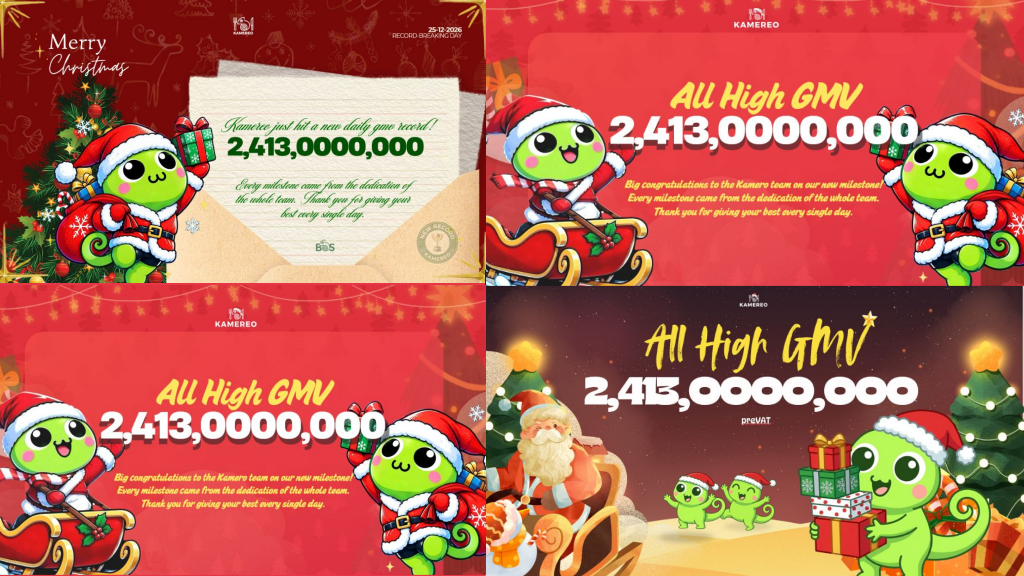 Merry
Christmas
KAMEREO
25-12-2026
RECORD-BREAKING DAY
Kamereo just hit a new daily gmv record!
2,413,0000,000
Every milestone came from the dedication of
the whole team. Thank you for giving your
best every single day.
BOS
NEW RECORD
KAMEREO
KAMEREO
All High GMV
2,413,0000,000
Big congratulations to the Kamero team on our new milestone!
Every milestone came from the dedication of the whole team.
Thank you for giving your best every single day.
KAMEREO
All High GMV
2,413,0000,000
Big congratulations to the Kamero team on our new milestone!
Every milestone came from the dedication of the whole team.
Thank you for giving your best every single day.
KAMEREO
All High GMV
2,413,0000,000
preVAT